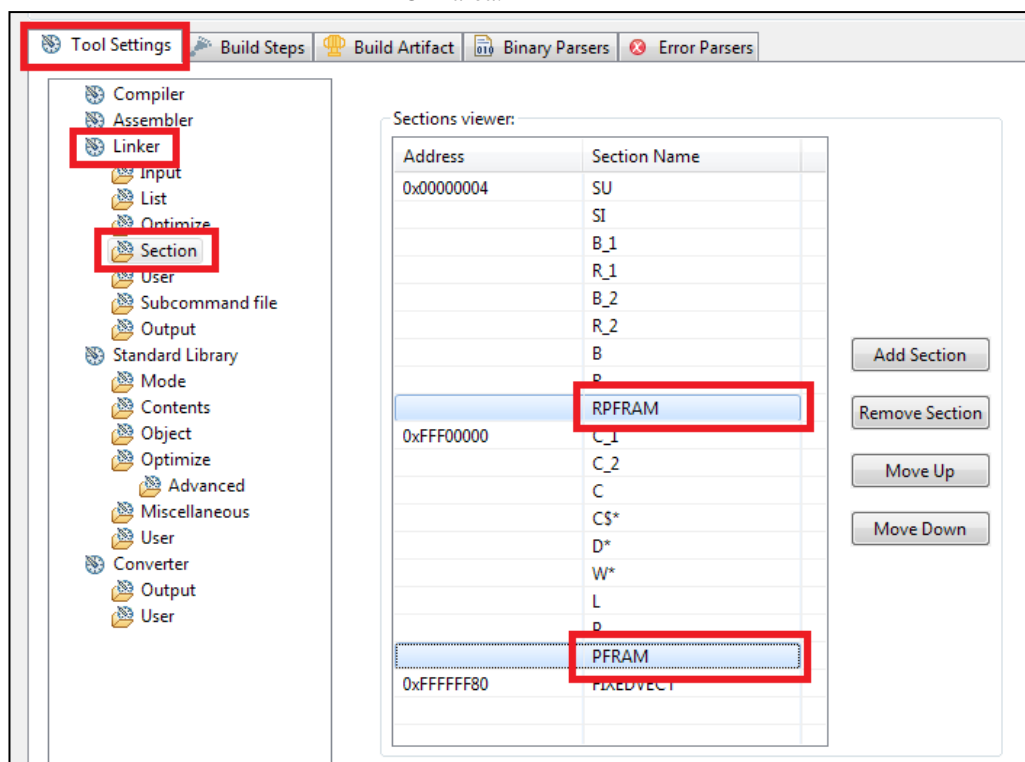 Tool Settings Build Steps Build Artifact Binary Parsers Error Parsers
Compiler
Assembler
Linker
Input
List
Optimize
Section
User
Subcommand file
Output
Standard Library
Mode
Contents
Object
Optimize
Advanced
Miscellaneous
User
Converter
Output
User
Sections viewer:
Address Section Name
0x00000004 SU
SI
B_1
R_1
B_2
R_2
B
R
RPFRAM
0xFFF00000 C_1
C_2
C
C$*
D*
W*
L
P
PFRAM
0xFFFFFF80 FIXEDVECT
Add Section
Remove Section
Move Up
Move Down